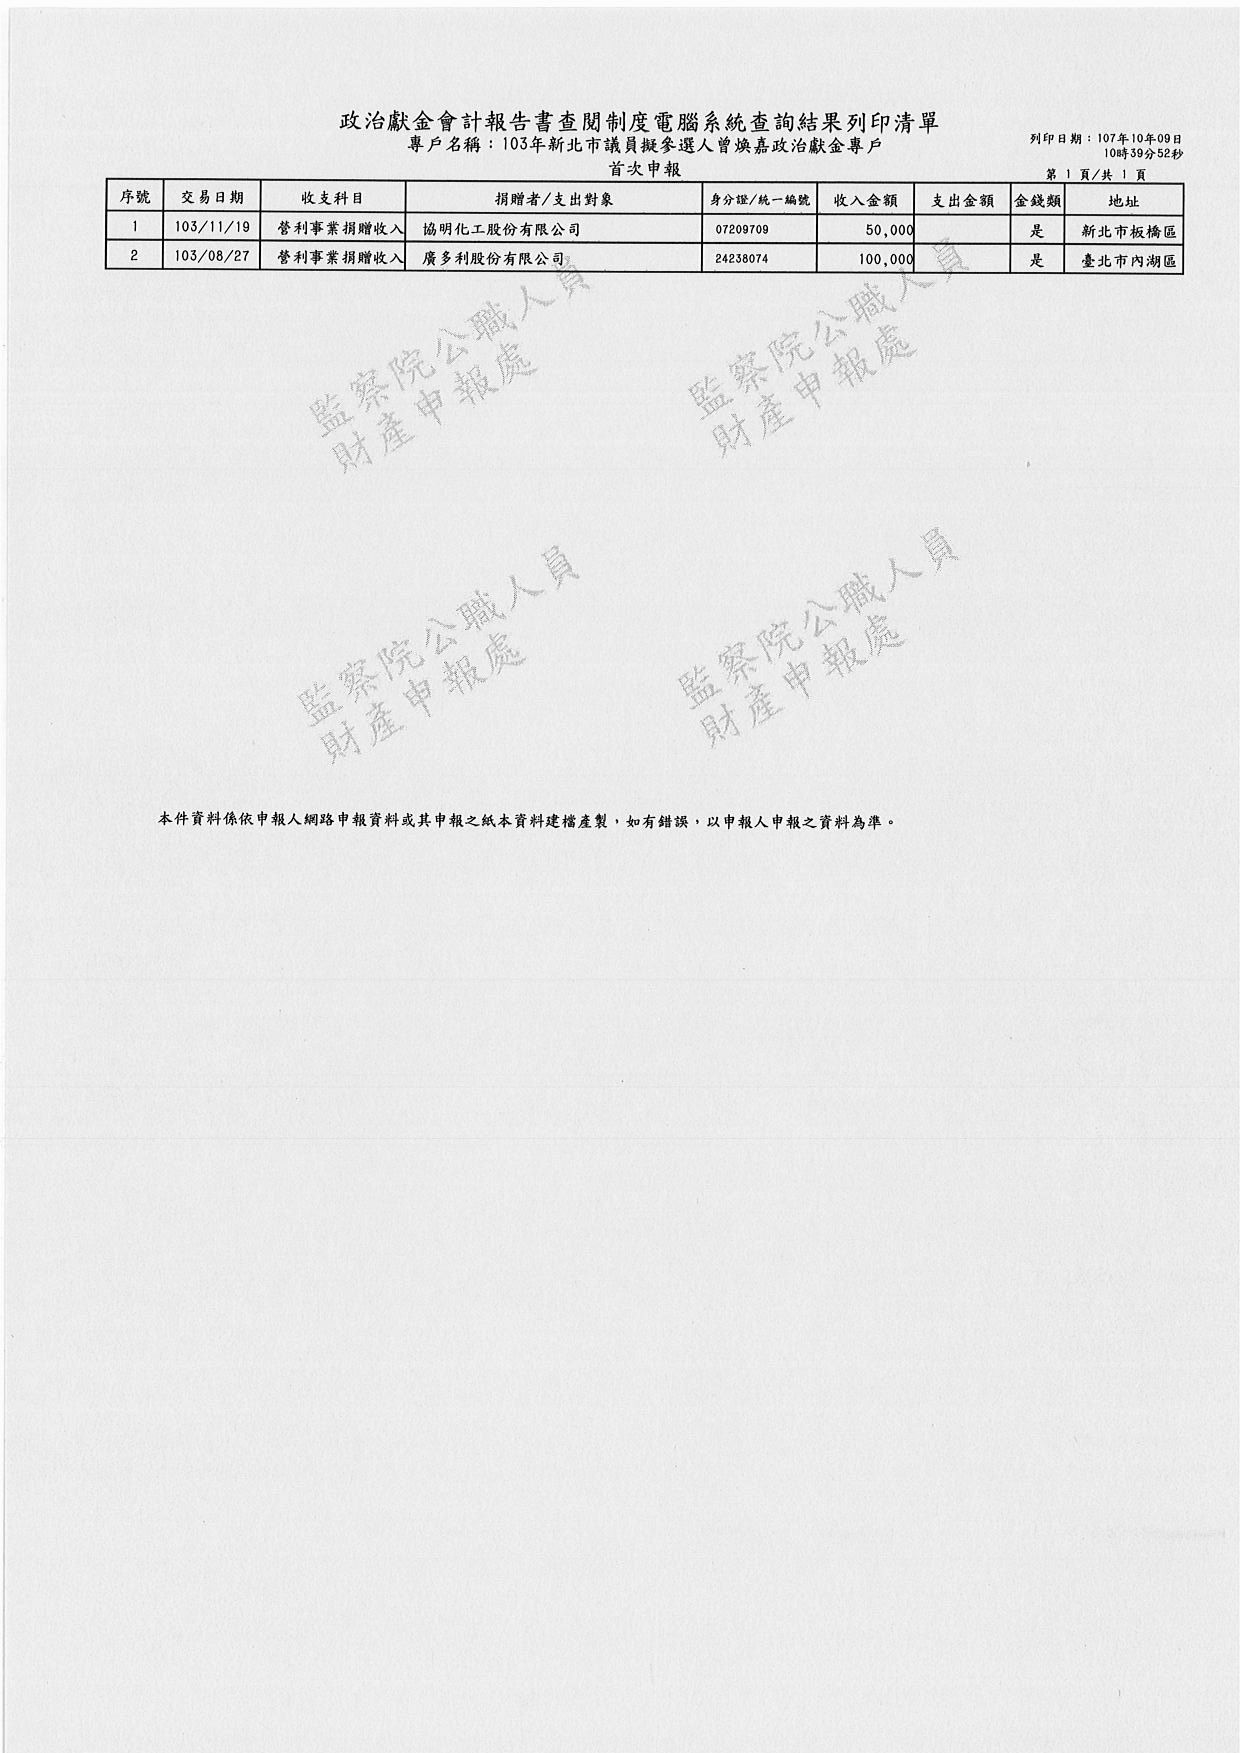 政治獻金會計報告書查閱制度電腦系統查詢結果列印清單
專戶名稱：103年新北市議員擬參選人曾煥嘉政治獻金專戶
列印日期：107年10年09日
10時39分52秒
首次申報
第 1 頁/共 1 頁
序號 交易日期 收支科目 捐贈者/支出對象 身分證/統一編號 收入金額 支出金額 金錢類 地址
1 103/11/19 營利事業捐贈收入 協明化工股份有限公司 07209709 50,000 是 新北市板橋區
2 103/08/27 營利事業捐贈收入 廣多利股份有限公司 24238074 100,000 是 臺北市內湖區
監察院公職人員
財產申報處
監察院公職人員
財產申報處
監察院公職人員
財產申報處
監察院公職人員
財產申報處
本件資料係依申報人網路申報資料或其申報之紙本資料建檔產製，如有錯誤，以申報人申報之資料為準。